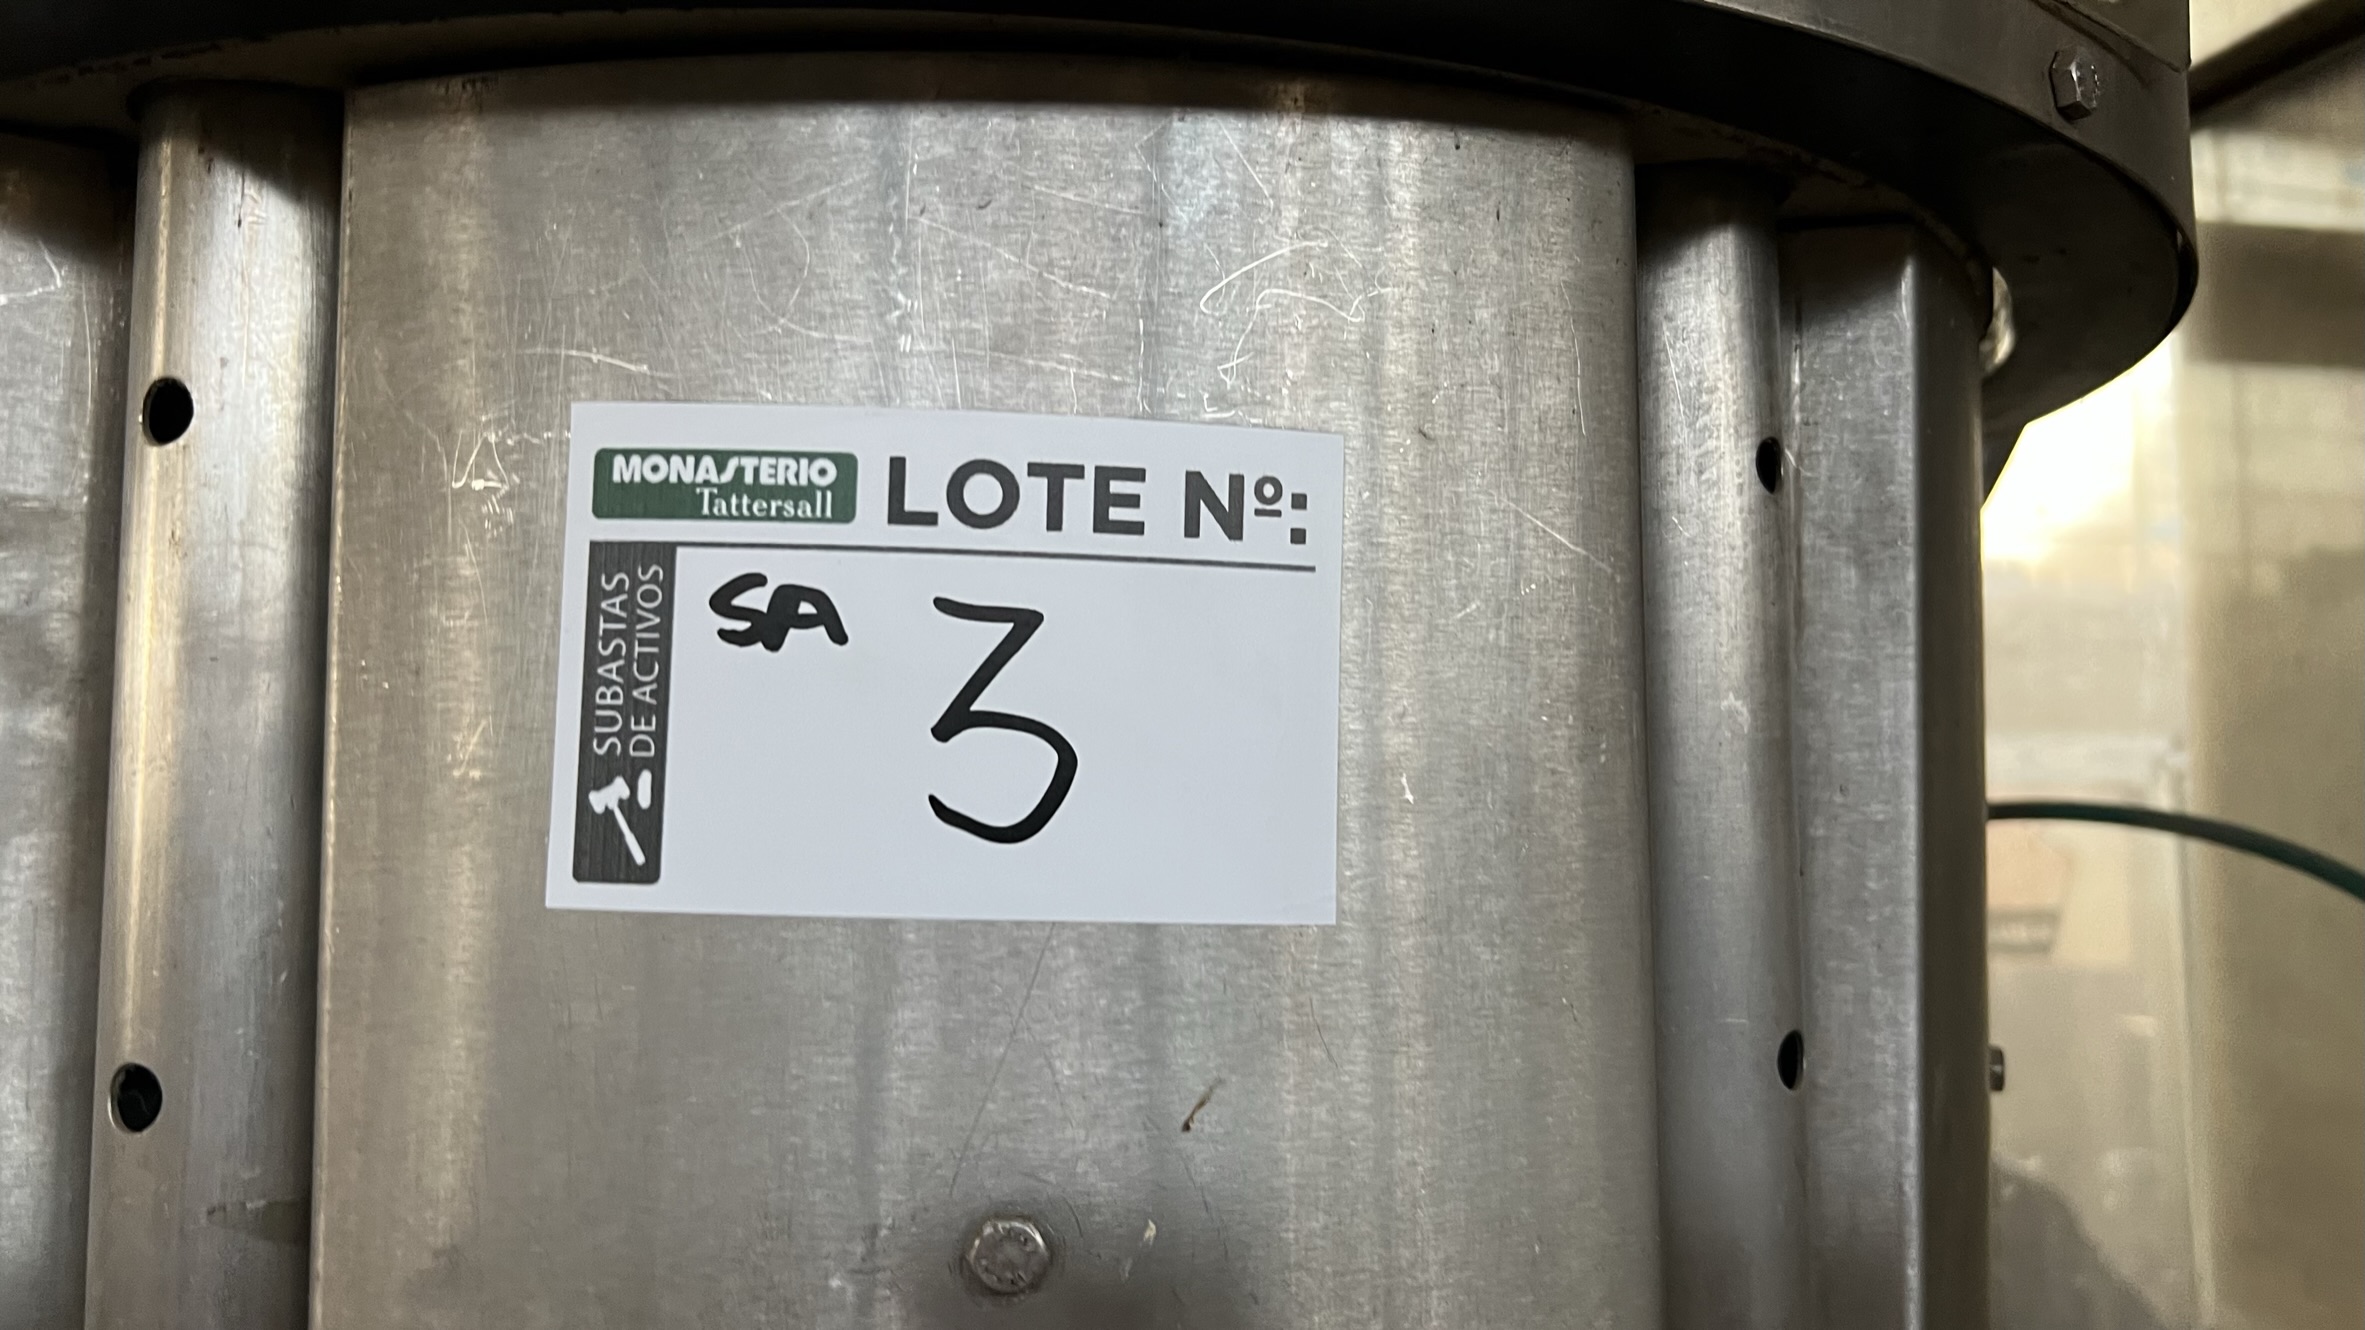 MONASTERIO
Tattersall
LOTE Nº:
SUBASTAS
DE ACTIVOS
SA
3